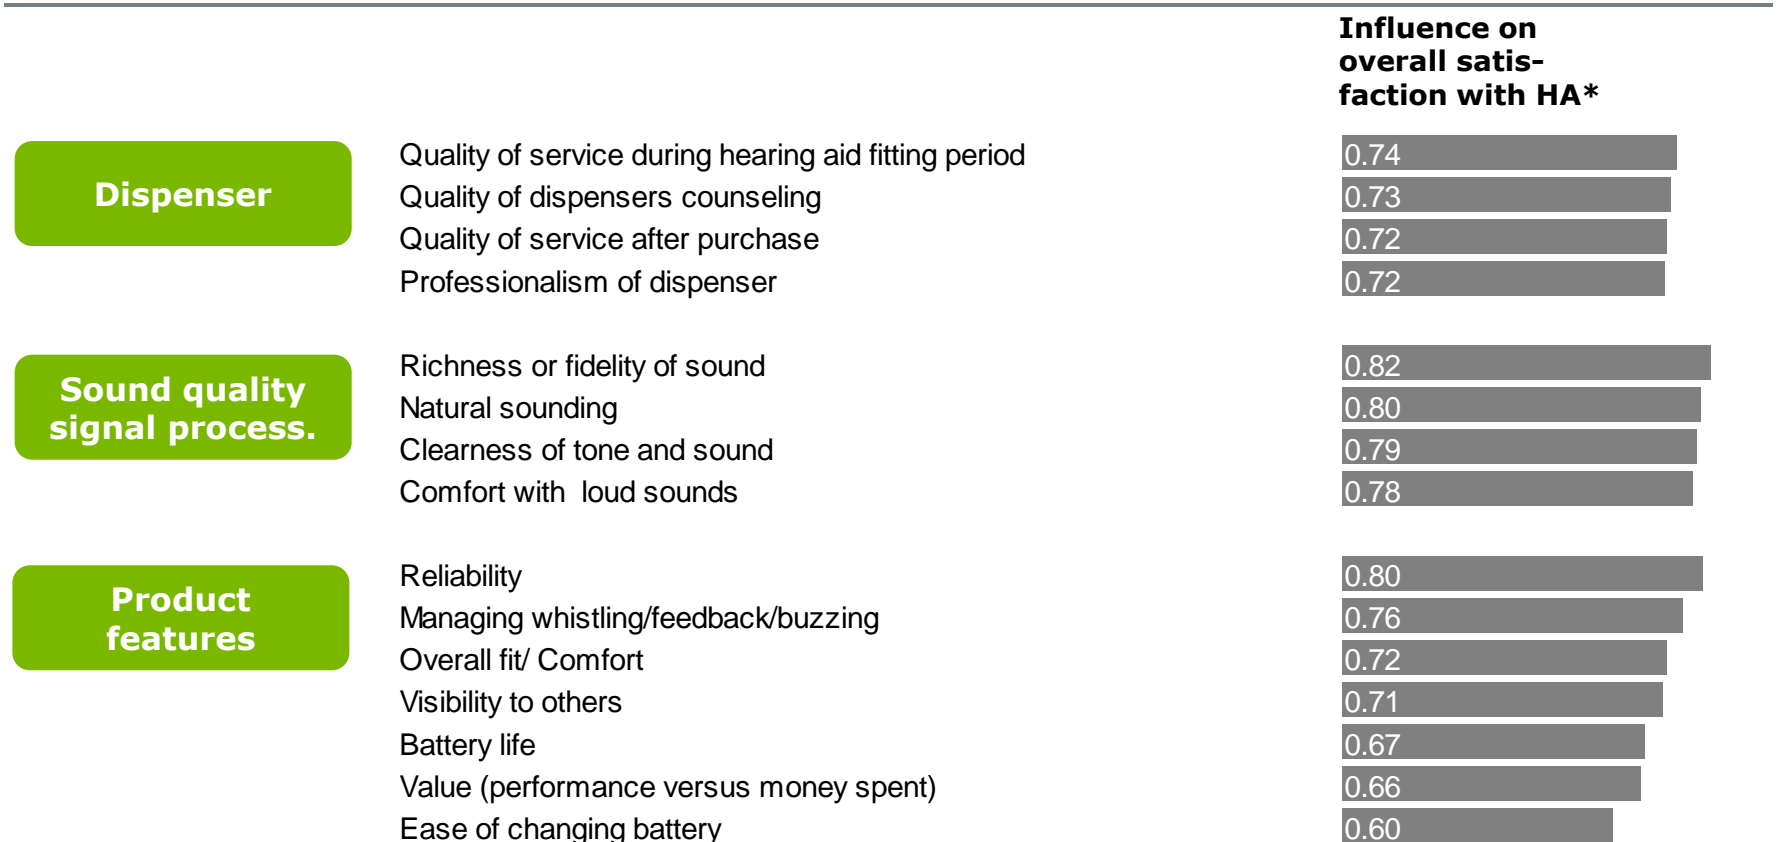 Influence on
overall satis-
faction with HA*
Dispenser
Quality of service during hearing aid fitting period 0.74
Quality of dispensers counseling 0.73
Quality of service after purchase 0.72
Professionalism of dispenser 0.72
Sound quality
signal process.
Richness or fidelity of sound 0.82
Natural sounding 0.80
Clearness of tone and sound 0.79
Comfort with loud sounds 0.78
Product
features
Reliability 0.80
Managing whistling/feedback/buzzing 0.76
Overall fit/ Comfort 0.72
Visibility to others 0.71
Battery life 0.67
Value (performance versus money spent) 0.66
Ease of changing battery 0.60